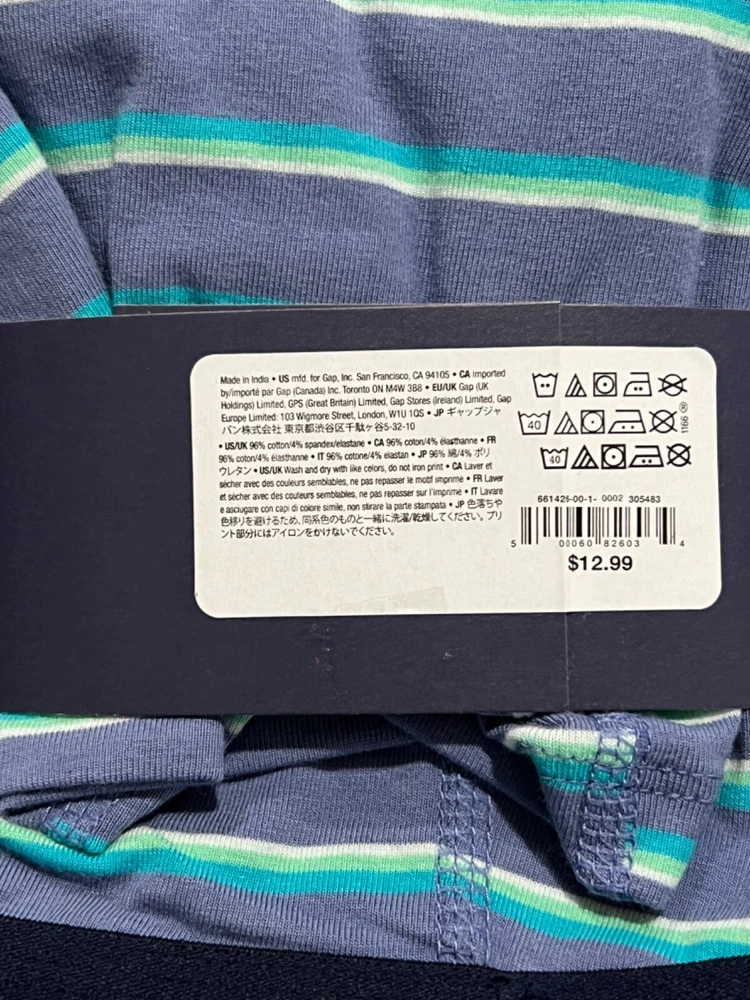 Made in India • US mfd. for Gap, Inc. San Francisco, CA 94105 • CA imported
by/importé par Gap (Canada) Inc. Toronto ON M4W 3B8 • EU/UK Gap (UK
Holdings) Limited, GPS (Great Britain) Limited, Gap Stores (Ireland) Limited, Gap
Europe Limited: 103 Wigmore Street, London, W1U 1QS • JP ギャップジャ
パン株式会社 東京都渋谷区千駄ヶ谷5-32-10
• US/UK 96% cotton/4% spandex/elastane • CA 96% coton/4% élasthanne • FR
96% coton/4% élasthanne • IT 96% cotone/4% elastan • JP 96% 綿/4% ポリ
ウレタン • US/UK Wash and dry with like colors, do not iron print • CA Laver et
sécher avec des couleurs semblables, ne pas repasser le motif imprimé • FR Laver
et sécher avec des couleurs semblables, ne pas repasser sur l'imprimé • IT Lavare
e asciugare con capi di colore simile, non stirare la parte stampata • JP 色落ちや
色移りを避けるため、同系色のものと一緒に洗濯/乾燥してください。プリ
ント部分にはアイロンをかけないでください。
40
40
1166 ®
661426-00-1- 0002 305483
5 00060 82603 4
$12.99